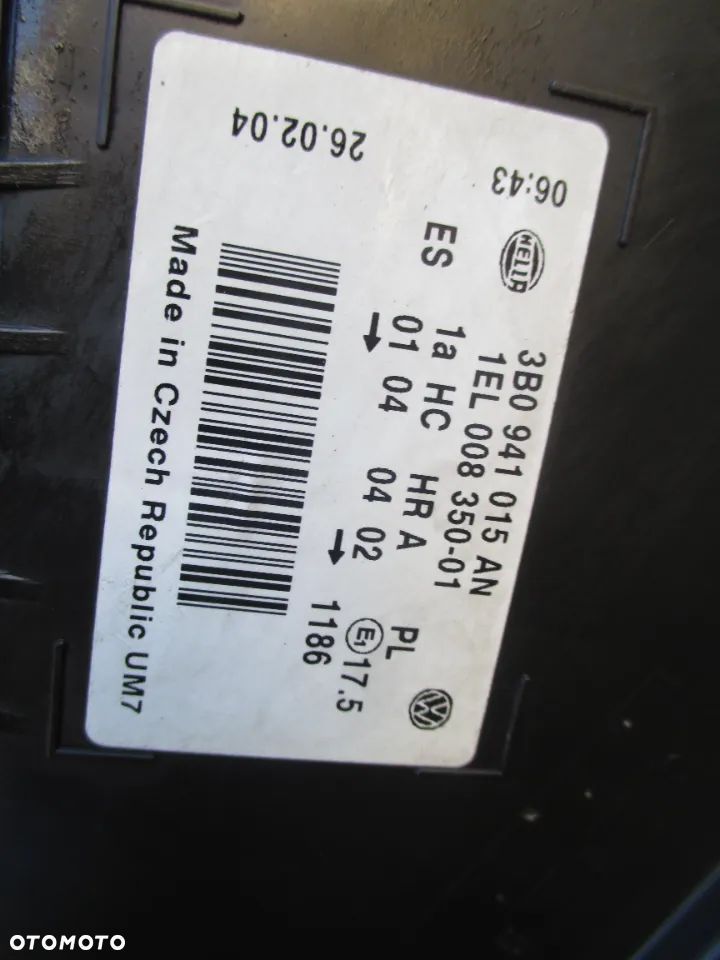 HELLA
3B0 941 015 AN
1EL 008 350-01
ES 1a HC HR A PL
01 04 04 02 E1 17.5
1186
Made in Czech Republic UM7
06:43
26.02.04
OTOMOTO